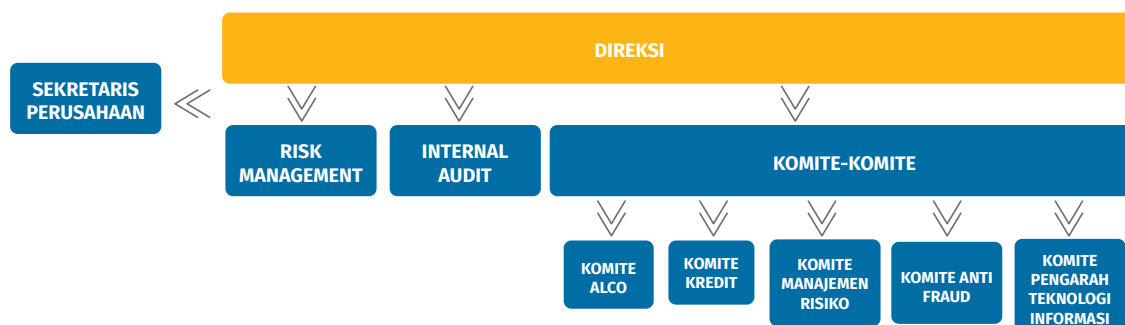 DIREKSI
SEKRETARIS
PERUSAHAAN
RISK
MANAGEMENT
INTERNAL
AUDIT
KOMITE-KOMITE
KOMITE
ALCO
KOMITE
KREDIT
KOMITE
MANAJEMEN
RISIKO
KOMITE ANTI
FRAUD
KOMITE
PENGARAH
TEKNOLOGI
INFORMASI